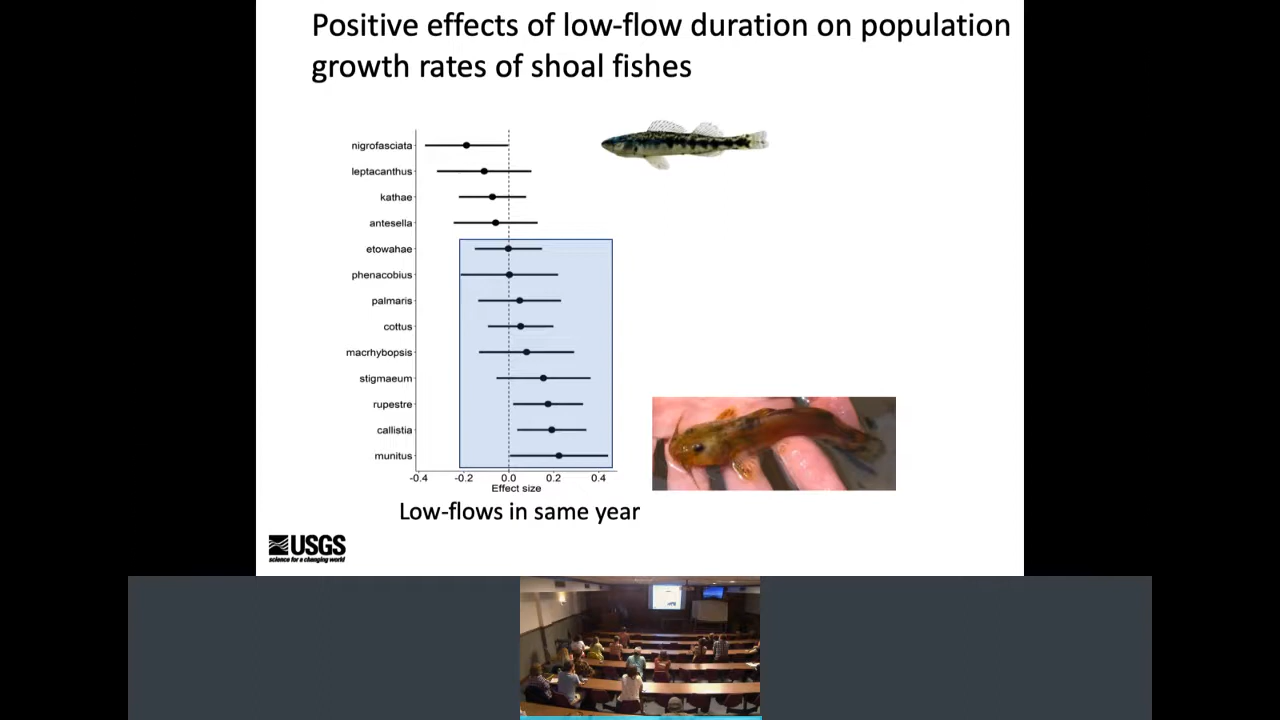 Positive effects of low-flow duration on population
growth rates of shoal fishes
nigrofasciata
leptacanthus
kathae
antesella
etowahae
phenacobius
palmaris
cottus
macrhybopsis
stigmaeum
rupestre
callistia
munitus
-0.4 -0.2 0.0 0.2 0.4
Effect size
Low-flows in same year
USGS
science for a changing world